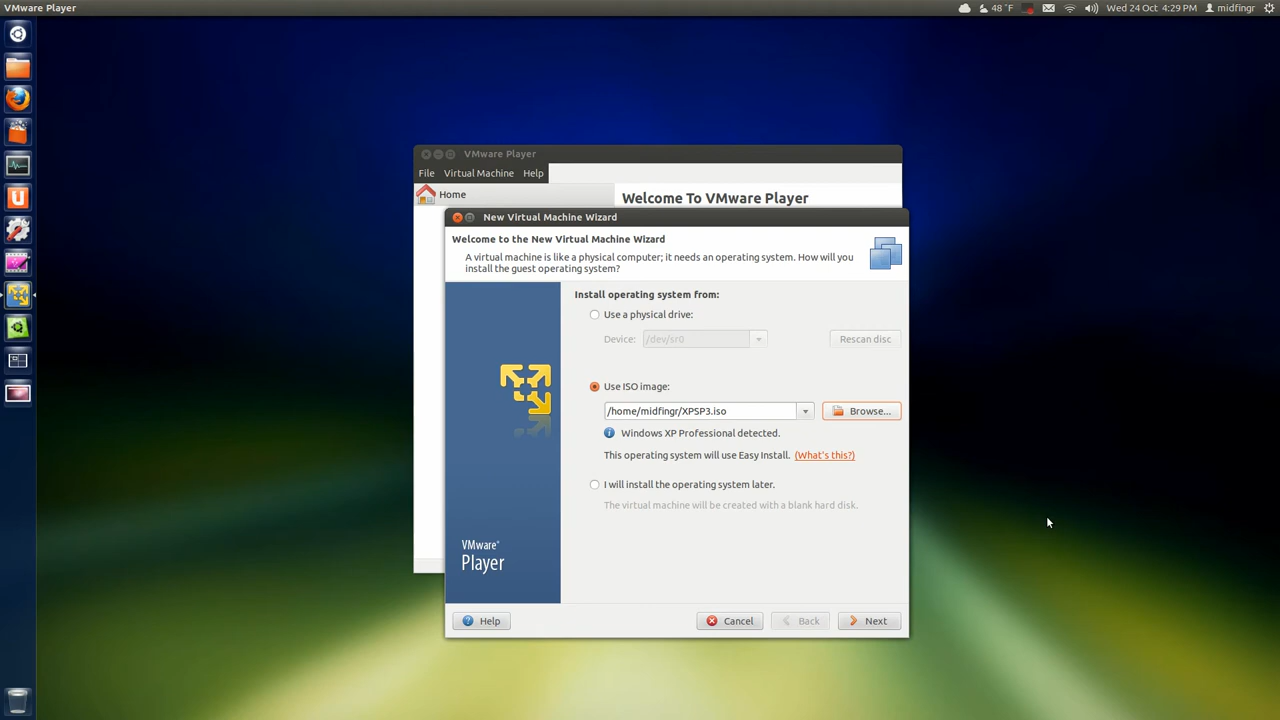 VMware Player
48 °F
Wed 24 Oct 4:29 PM
midfingr
VMware Player
File Virtual Machine Help
Home
Welcome To VMware Player
New Virtual Machine Wizard
Welcome to the New Virtual Machine Wizard
A virtual machine is like a physical computer; it needs an operating system. How will you
install the guest operating system?
Install operating system from:
Use a physical drive:
Device: /dev/sr0 Rescan disc
Use ISO image:
/home/midfingr/XPSP3.iso Browse...
Windows XP Professional detected.
This operating system will use Easy Install. (What's this?)
I will install the operating system later.
The virtual machine will be created with a blank hard disk.
VMware®
Player
Help Cancel Back Next